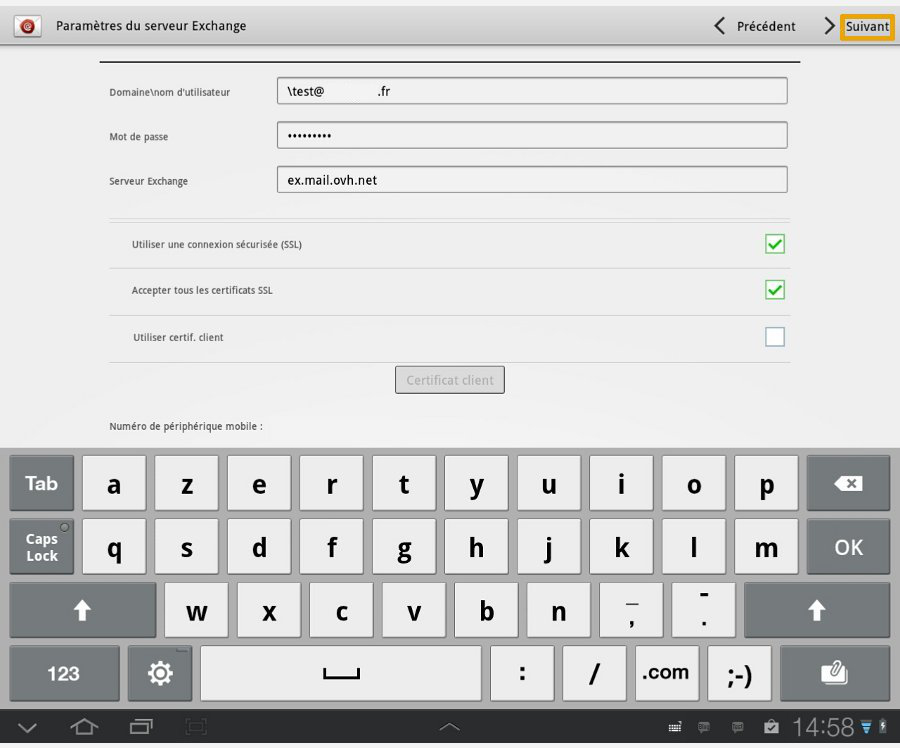 Paramètres du serveur Exchange
Précédent
Suivant
Domaine\nom d'utilisateur
\test@ .fr
Mot de passe
•••••••••
Serveur Exchange
ex.mail.ovh.net
Utiliser une connexion sécurisée (SSL)
Accepter tous les certificats SSL
Utiliser certif. client
Certificat client
Numéro de périphérique mobile :
Tab a z e r t y u i o p
Caps Lock q s d f g h j k l m OK
w x c v b n _ , - .
123 : / .com ;-)
14:58